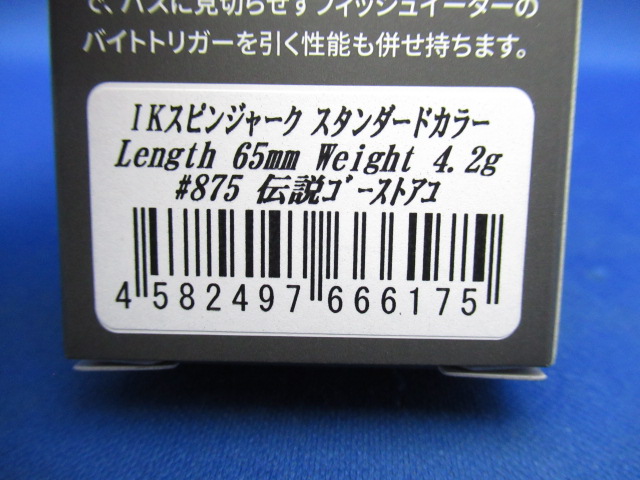 で、バスに見切らせずフィッシュイーターの
バイトトリガーを引く性能も併せ持ちます。
IKスピンジャーク スタンダードカラー
Length 65mm Weight 4.2g
#875 伝説ゴーストアユ
4 582497 666175